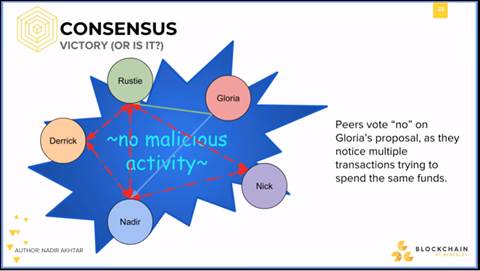 CONSENSUS
VICTORY (OR IS IT?)
Rustie
Gloria
Derrick
~no malicious
activity~
Nick
Nadir
Peers vote “no” on
Gloria’s proposal, as they
notice multiple
transactions trying to
spend the same funds.
AUTHOR: NADIR AKHTAR
BLOCKCHAIN
AT BERKELEY